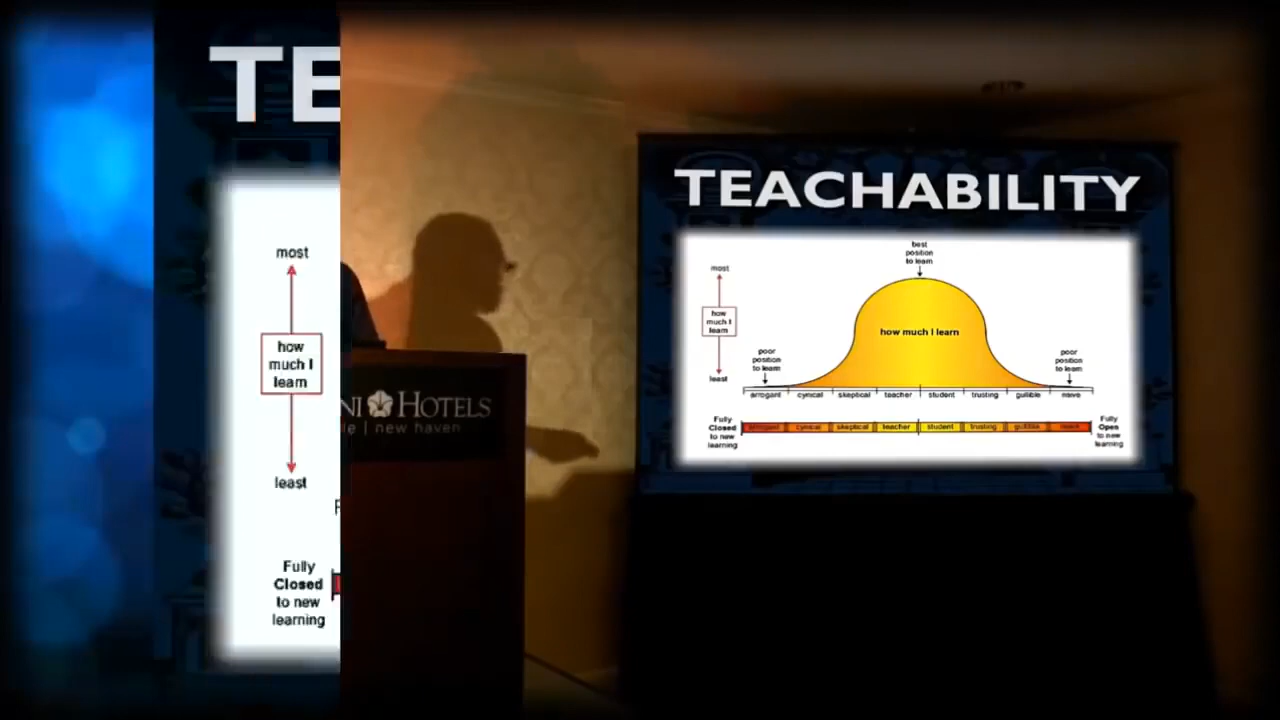 TE
most
how
much I
learn
least
Fully
Closed
to new
learning
NI HOTELS
le | new haven
TEACHABILITY
best
position
to learn
most
how
much I
learn
least
how much I learn
poor
position
to learn
poor
position
to learn
arrogant cynical skeptical teacher student trusting gullible naive
Fully
Closed
to new
learning
arrogant cynical skeptical teacher student trusting gullible naive
Fully
Open
to new
learning